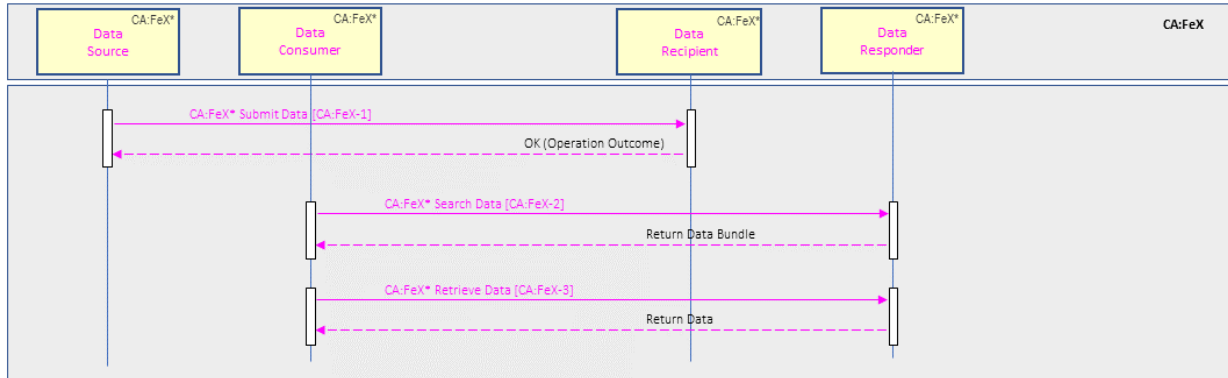 CA:FeX*
Data
Source
CA:FeX*
Data
Consumer
CA:FeX*
Data
Recipient
CA:FeX*
Data
Responder
CA:FeX
CA:FeX* Submit Data [CA:FeX-1]
OK (Operation Outcome)
CA:FeX* Search Data [CA:FeX-2]
Return Data Bundle
CA:FeX* Retrieve Data [CA:FeX-3]
Return Data